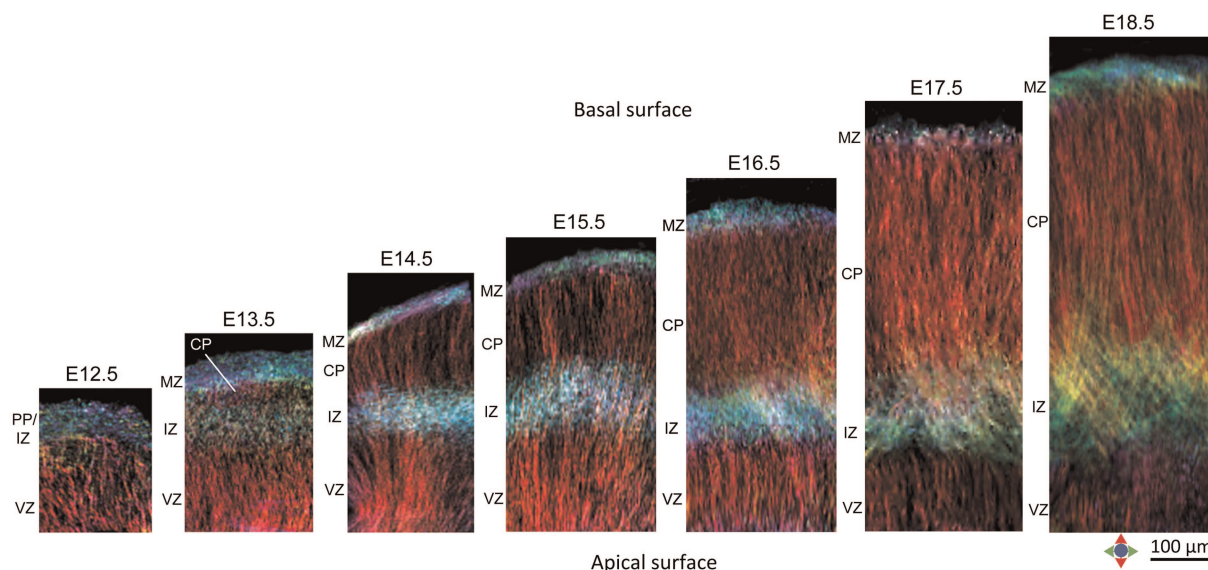 E12.5
PP/
IZ
VZ
E13.5
CP
MZ
IZ
VZ
E14.5
MZ
CP
IZ
VZ
E15.5
MZ
CP
IZ
VZ
Basal surface
E16.5
MZ
CP
IZ
VZ
E17.5
MZ
CP
IZ
VZ
E18.5
MZ
CP
IZ
VZ
Apical surface
100 μm